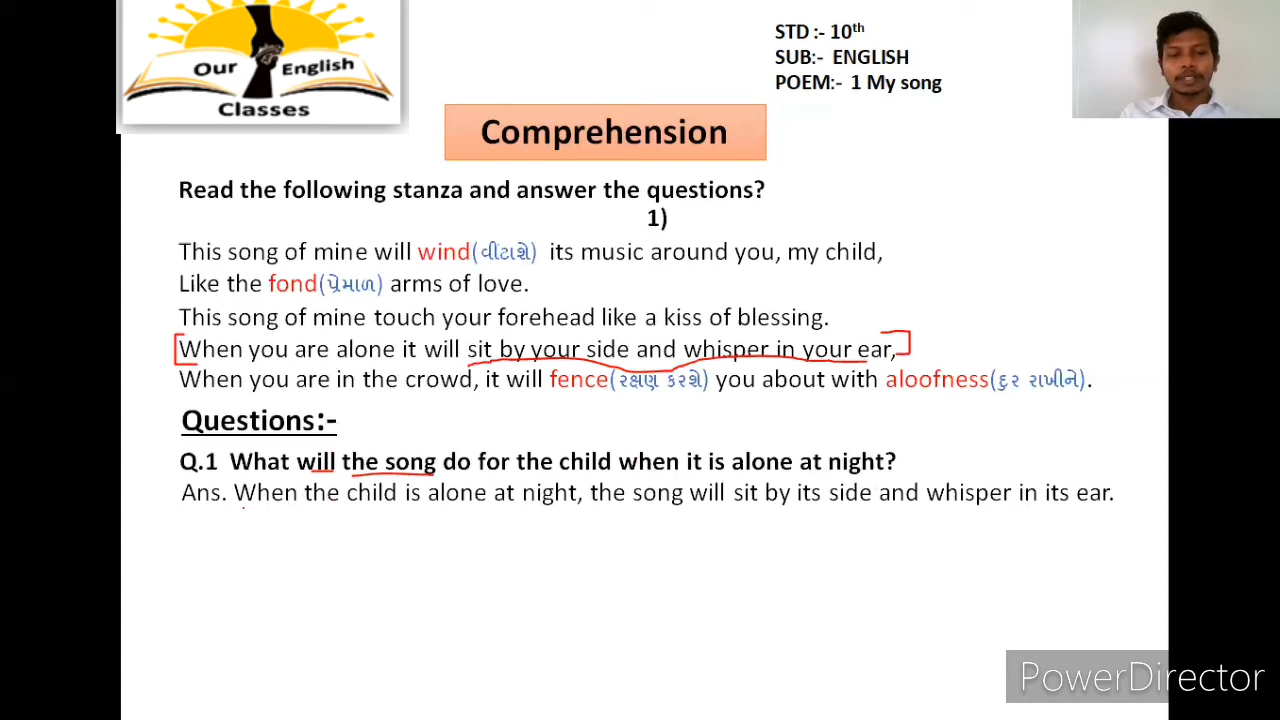 Our English
Classes
STD :- 10th
SUB:- ENGLISH
POEM:- 1 My song
Comprehension
Read the following stanza and answer the questions?
1)
This song of mine will wind(વીંટાશે) its music around you, my child,
Like the fond(પ્રેમાળ) arms of love.
This song of mine touch your forehead like a kiss of blessing.
When you are alone it will sit by your side and whisper in your ear,
When you are in the crowd, it will fence(રક્ષણ કરશે) you about with aloofness(દુર રાખીને).
Questions:-
Q.1 What will the song do for the child when it is alone at night?
Ans. When the child is alone at night, the song will sit by its side and whisper in its ear.
PowerDirector